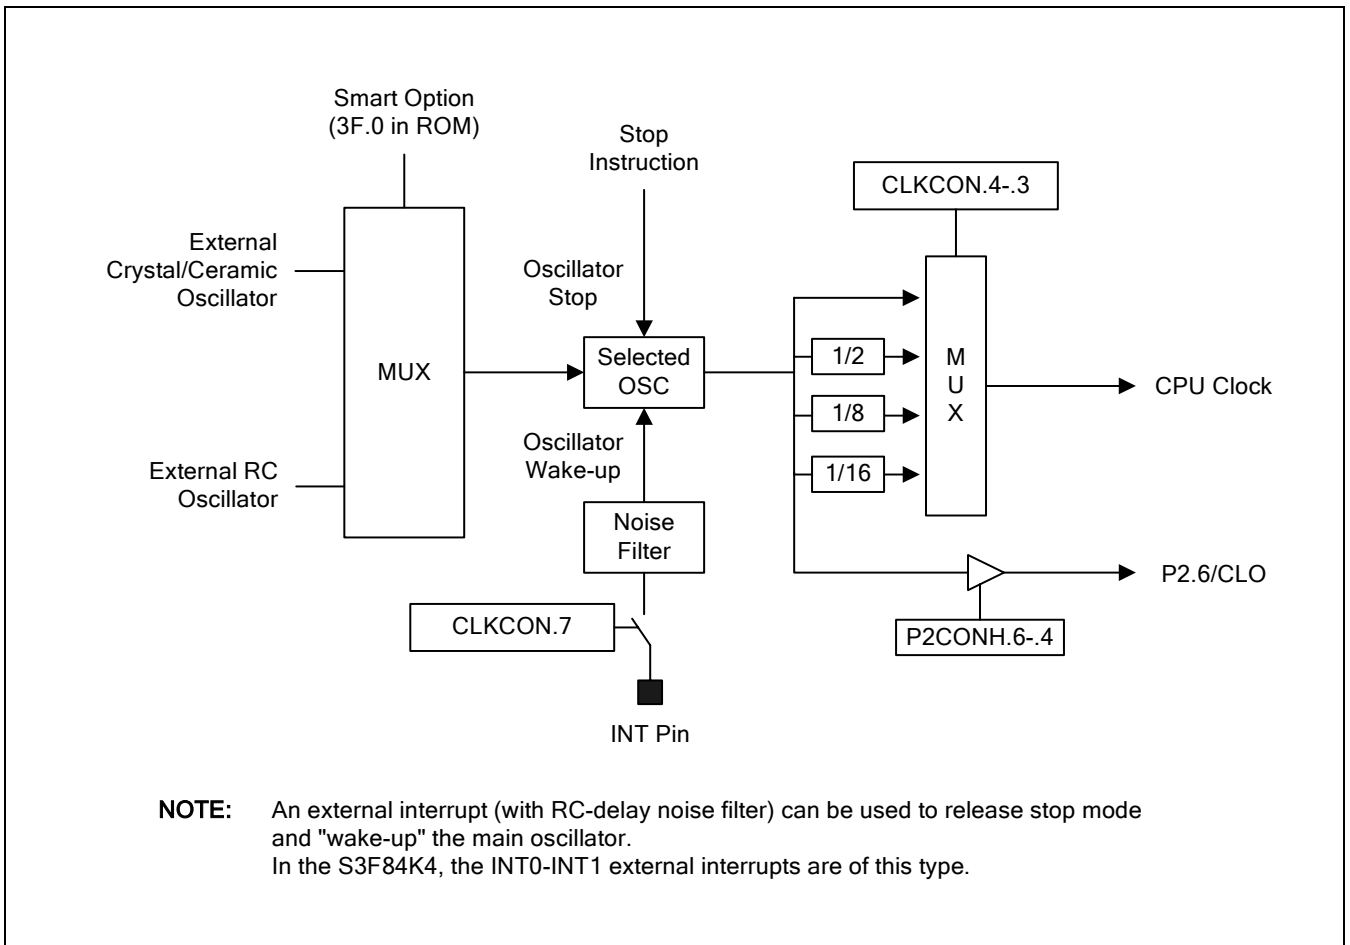 Smart Option
(3F.0 in ROM)
Stop
Instruction
CLKCON.4-.3
External
Crystal/Ceramic
Oscillator
Oscillator
Stop
MUX
Selected
OSC
1/2
1/8
1/16
M
U
X
CPU Clock
Oscillator
Wake-up
External RC
Oscillator
Noise
Filter
P2.6/CLO
CLKCON.7
P2CONH.6-.4
INT Pin
NOTE: An external interrupt (with RC-delay noise filter) can be used to release stop mode
and "wake-up" the main oscillator.
In the S3F84K4, the INT0-INT1 external interrupts are of this type.